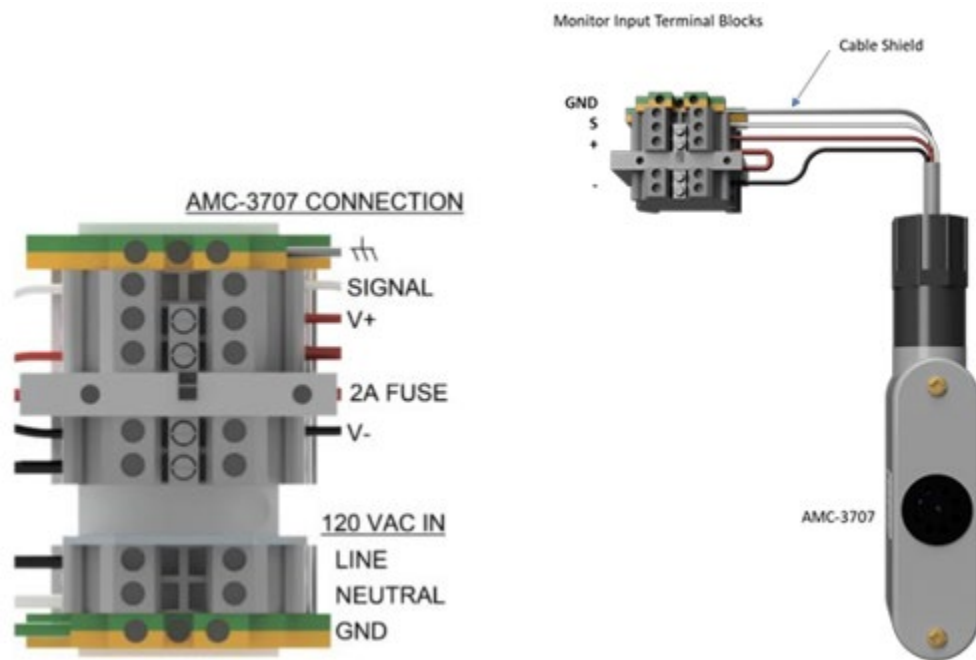 Monitor Input Terminal Blocks
Cable Shield
GND
S
+
-
AMC-3707
AMC-3707 CONNECTION
SIGNAL
V+
2A FUSE
V-
120 VAC IN
LINE
NEUTRAL
GND